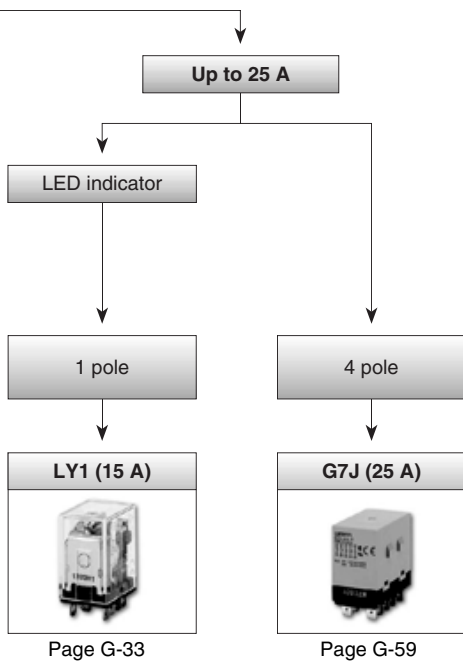 Up to 25 A
LED indicator
1 pole
4 pole
LY1 (15 A)
G7J (25 A)
Page G-33
Page G-59